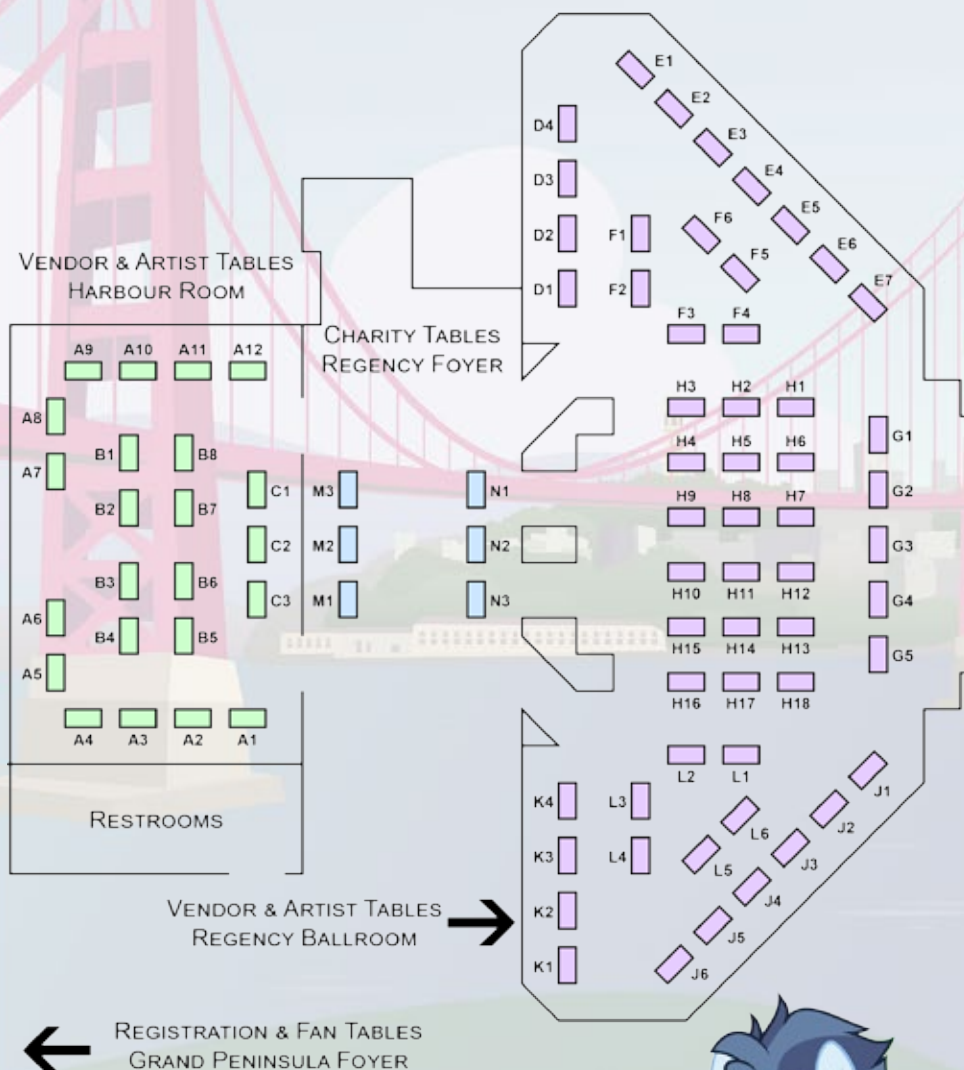 E1
E2
D4
E3
D3
E4
E5
F6
D2 F1
E6
F5
D1 F2
E7
F3 F4
VENDOR & ARTIST TABLES
HARBOUR ROOM
CHARITY TABLES
REGENCY FOYER
A9 A10 A11 A12
A8
B1 B8
A7
C1 M3 N1
B2 B7
C2 M2 N2
B3 B6
C3 M1 N3
A6
B4 B5
A5
A4 A3 A2 A1
RESTROOMS
H3 H2 H1
G1
H4 H5 H6
G2
H9 H8 H7
G3
H10 H11 H12
G4
H15 H14 H13
G5
H16 H17 H18
L2 L1
J1
K4 L3
J2
L6
K3 L4
J3
L5
J4
K2
J5
K1
J6
VENDOR & ARTIST TABLES
REGENCY BALLROOM
REGISTRATION & FAN TABLES
GRAND PENINSULA FOYER